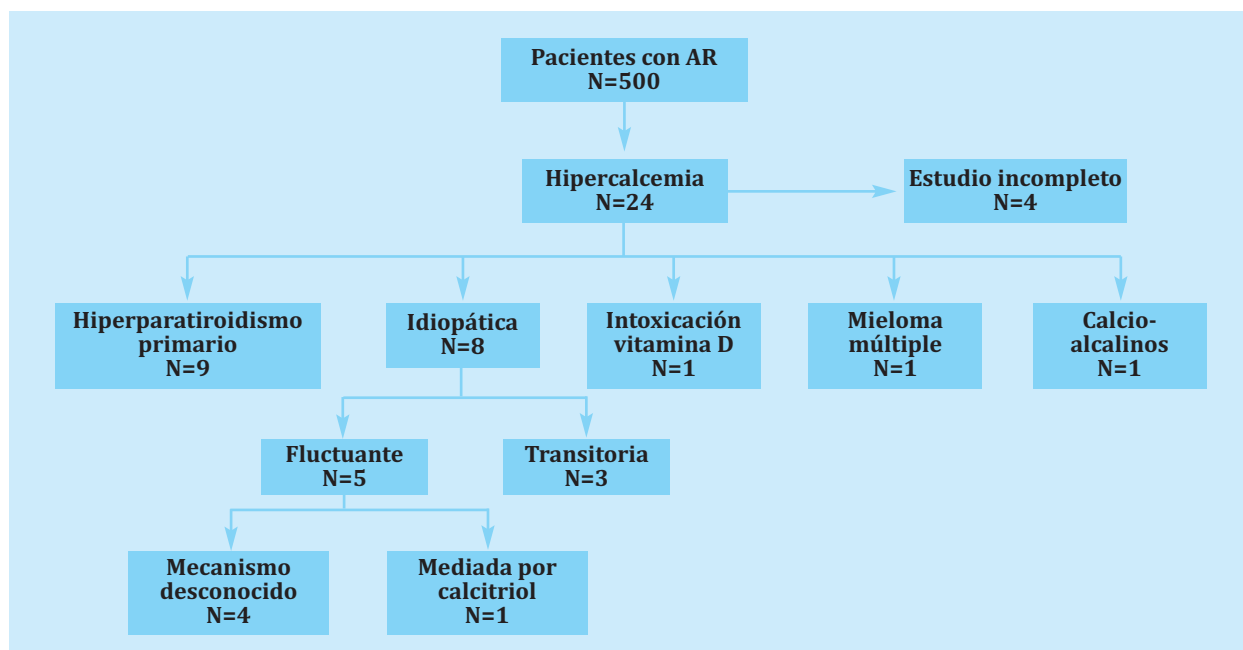 Pacientes con AR
N=500
Hipercalcemia
N=24
Estudio incompleto
N=4
Hiperparatiroidismo
primario
N=9
Idiopática
N=8
Intoxicación
vitamina D
N=1
Mieloma
múltiple
N=1
Calcio-
alcalinos
N=1
Fluctuante
N=5
Transitoria
N=3
Mecanismo
desconocido
N=4
Mediada por
calcitriol
N=1